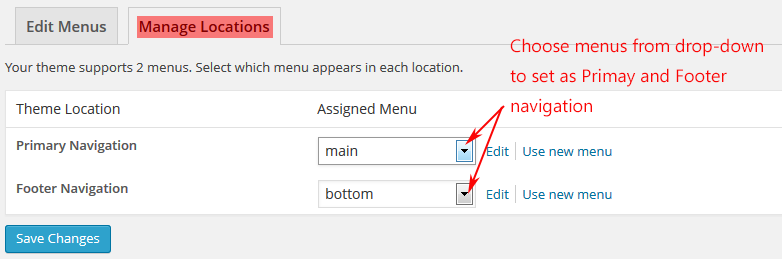 Edit Menus Manage Locations
Choose menus from drop-down
to set as Primay and Footer
navigation
Your theme supports 2 menus. Select which menu appears in each location.
Theme Location Assigned Menu
Primary Navigation main Edit Use new menu
Footer Navigation bottom Edit Use new menu
Save Changes